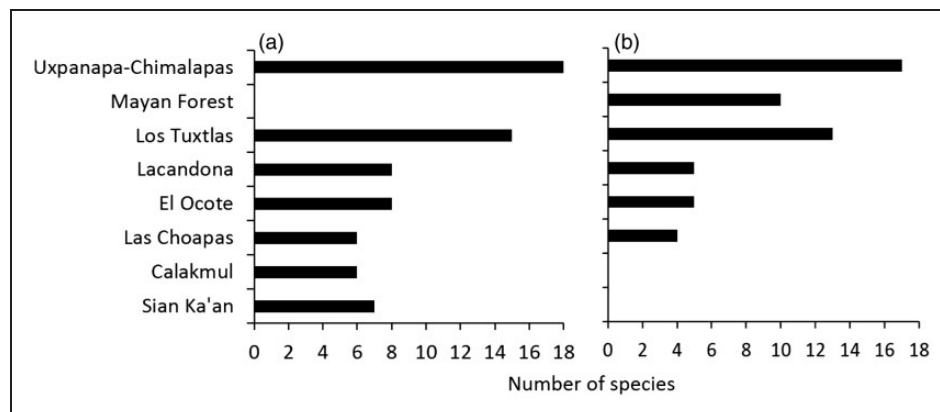 (a) (b)
Uxpanapa-Chimalapas
Mayan Forest
Los Tuxtlas
Lacandona
El Ocote
Las Choapas
Calakmul
Sian Ka'an
0 2 4 6 8 10 12 14 16 18 0 2 4 6 8 10 12 14 16 18
Number of species